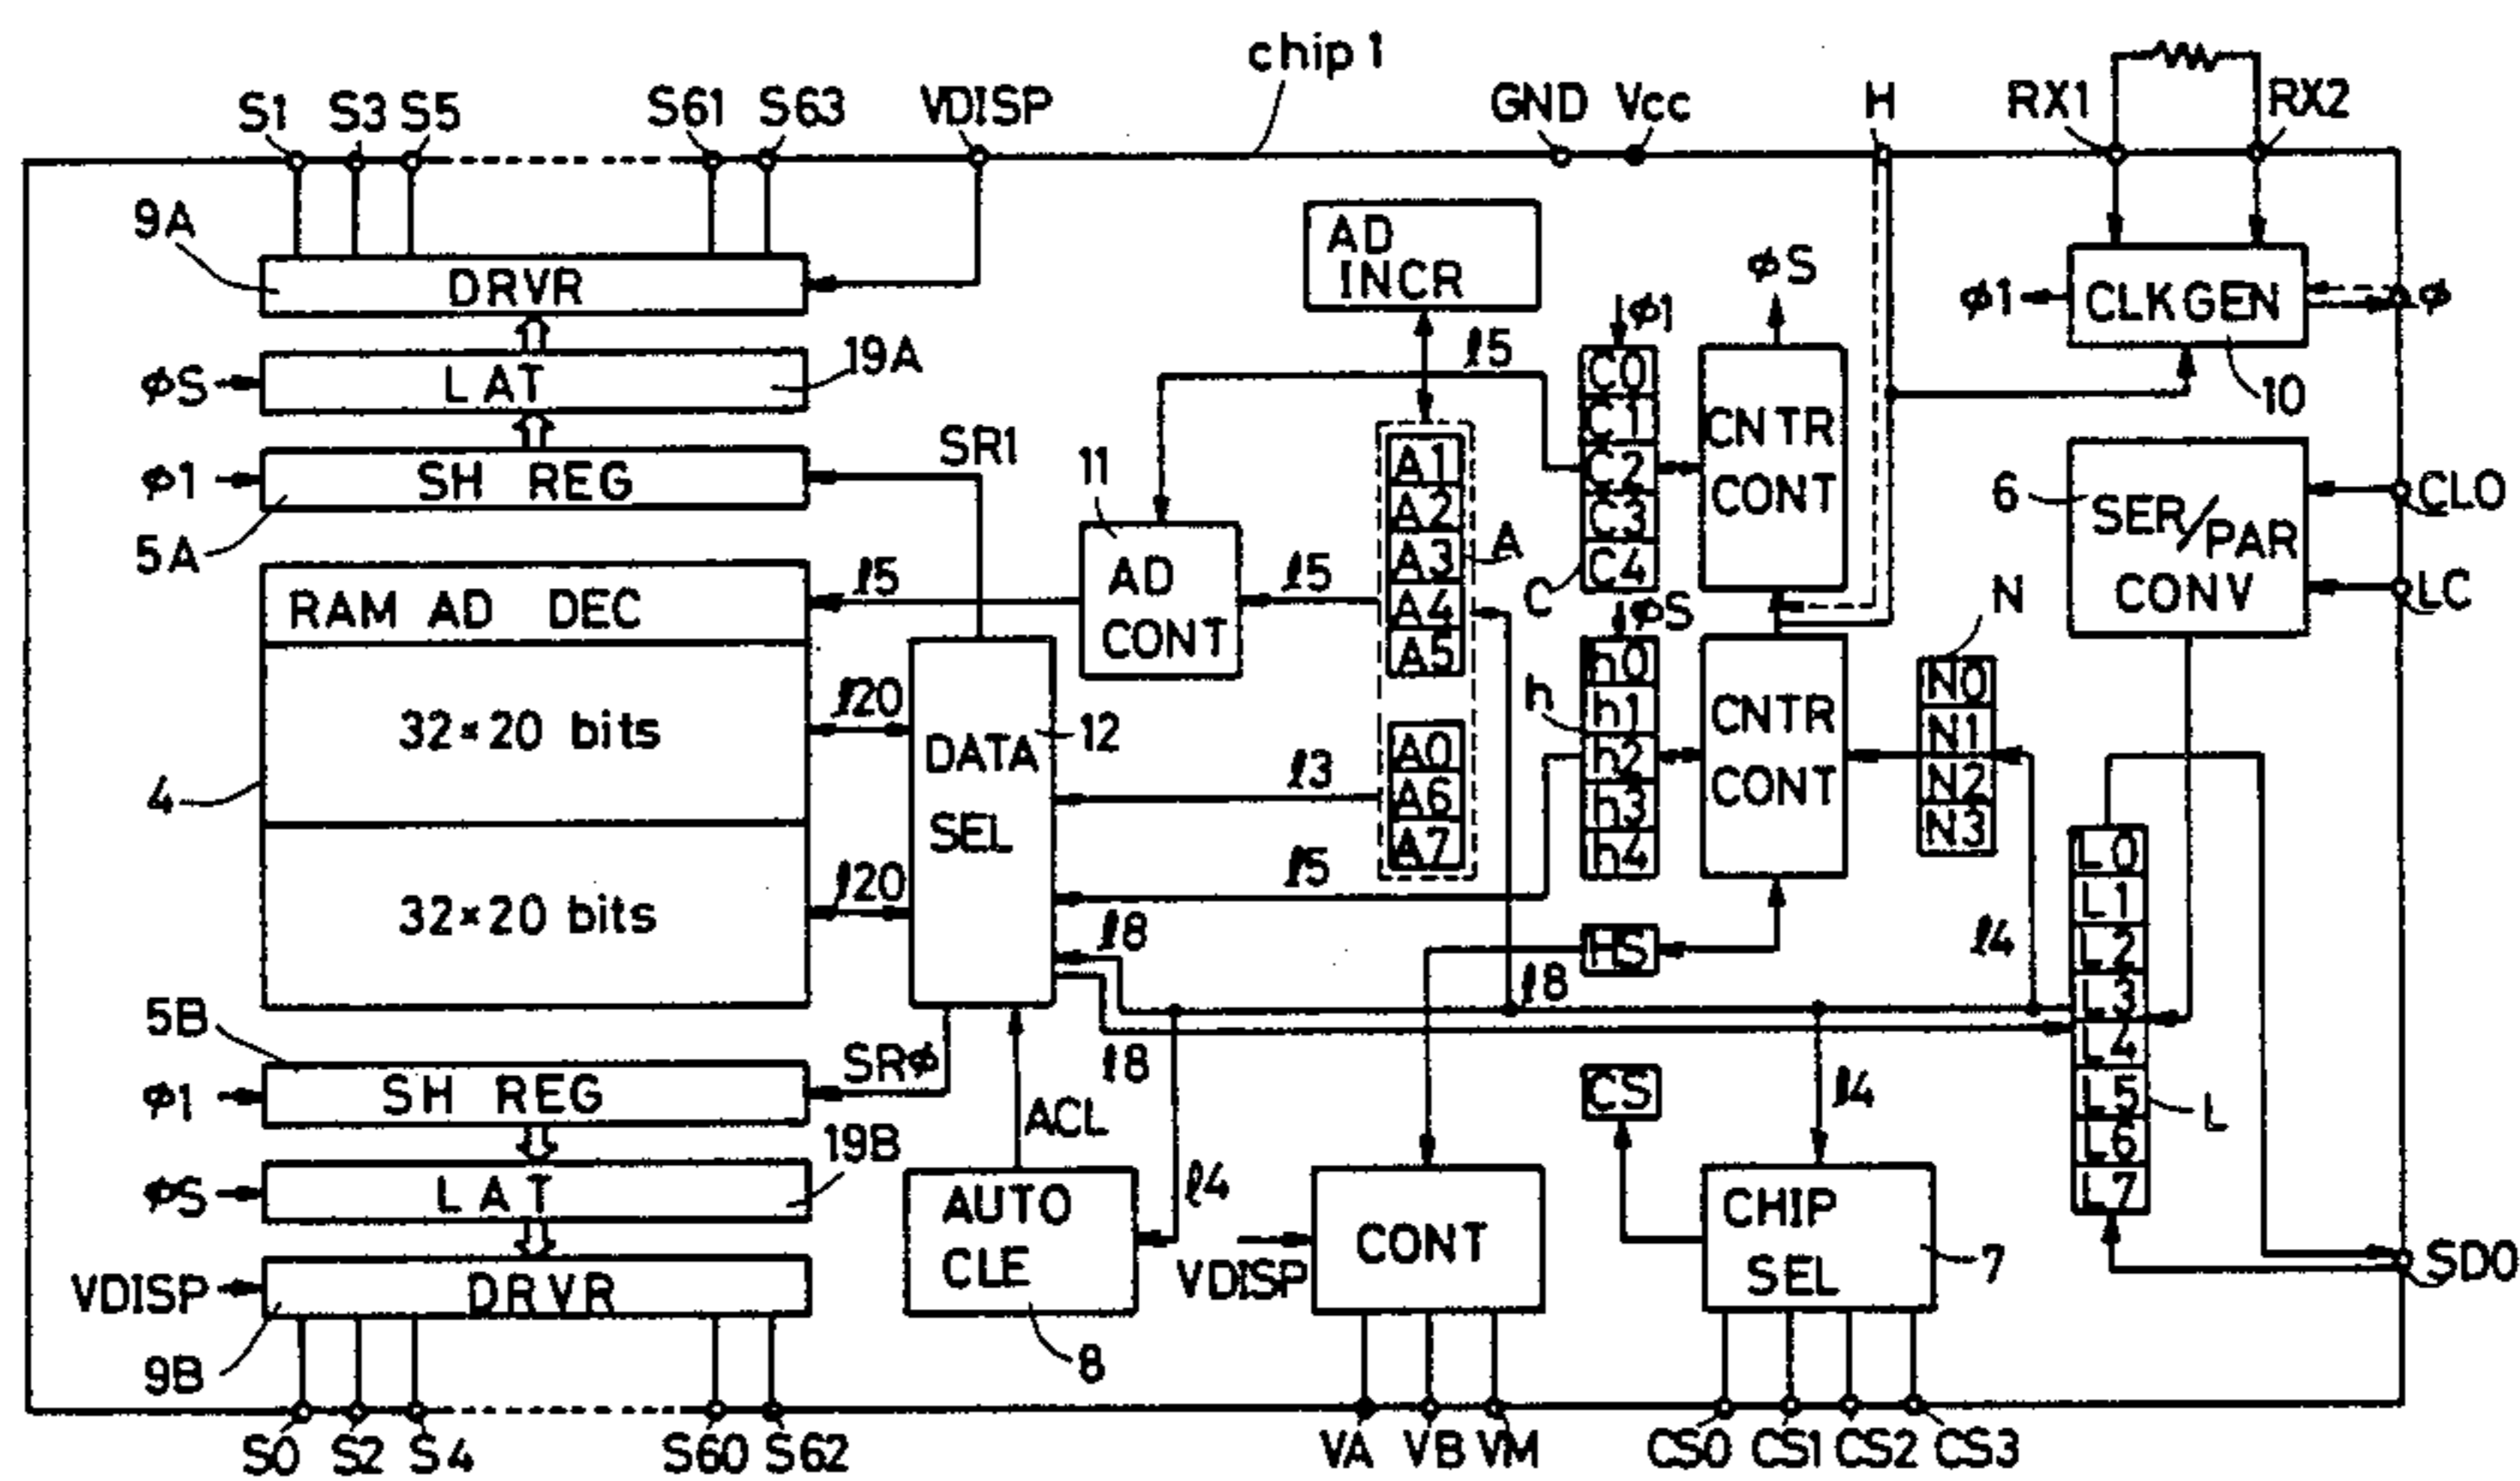 chip 1
S1 S3 S5 S61 S63 VDISP GND Vcc H RX1 RX2
9A
DRVR
AD
INCR
ϕS
ϕ1
CLKGEN
ϕ
10
ϕS
LAT
19A
ℓ5
ϕ1
C0
C1
C2
C3
C4
C
CNTR
CONT
ϕ1
SH REG
5A
SR1
11
AD
CONT
ℓ5
ℓ5
A1
A2
A3
A4
A5
A
A0
A6
A7
6
SER/PAR
CONV
CLO
LC
RAM AD DEC
32×20 bits
32×20 bits
4
ℓ20
ℓ20
DATA
SEL
12
ℓ3
ℓ5
ℓ8
ℓ8
ℓ8
ϕS
h0
h1
h2
h3
h4
h
CNTR
CONT
N
N0
N1
N2
N3
HS
ℓ4
L0
L1
L2
L3
L4
L5
L6
L7
L
5B
ϕ1
SH REG
SRϕ
ACL
CS
ℓ4
ϕS
LAT
19B
AUTO
CLE
8
ℓ4
VDISP
CONT
CHIP
SEL
7
SDO
VDISP
DRVR
9B
S0 S2 S4 S60 S62 VA VB VM CS0 CS1 CS2 CS3